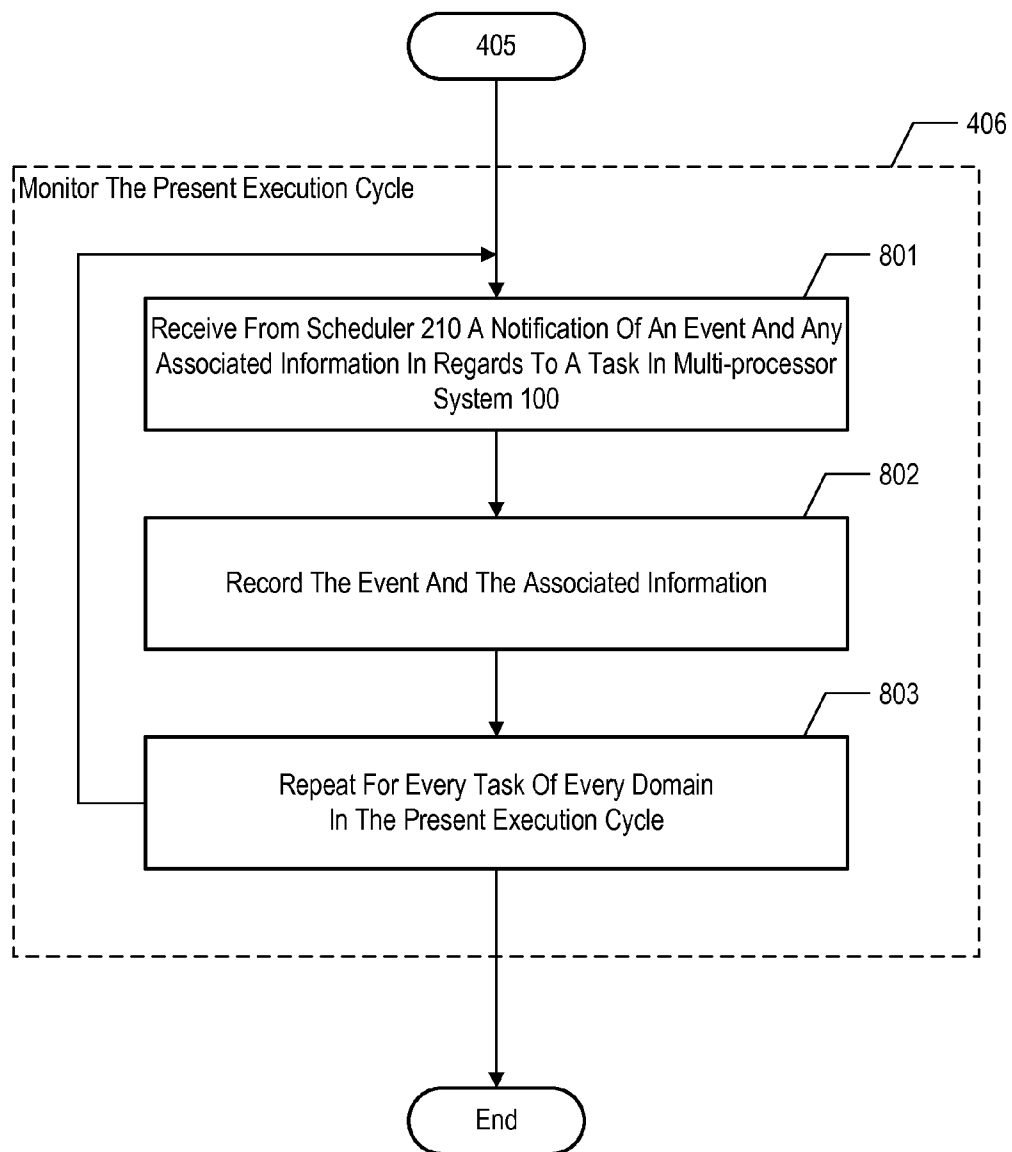 405
406
Monitor The Present Execution Cycle
801
Receive From Scheduler 210 A Notification Of An Event And Any
Associated Information In Regards To A Task In Multi-processor
System 100
802
Record The Event And The Associated Information
803
Repeat For Every Task Of Every Domain
In The Present Execution Cycle
End